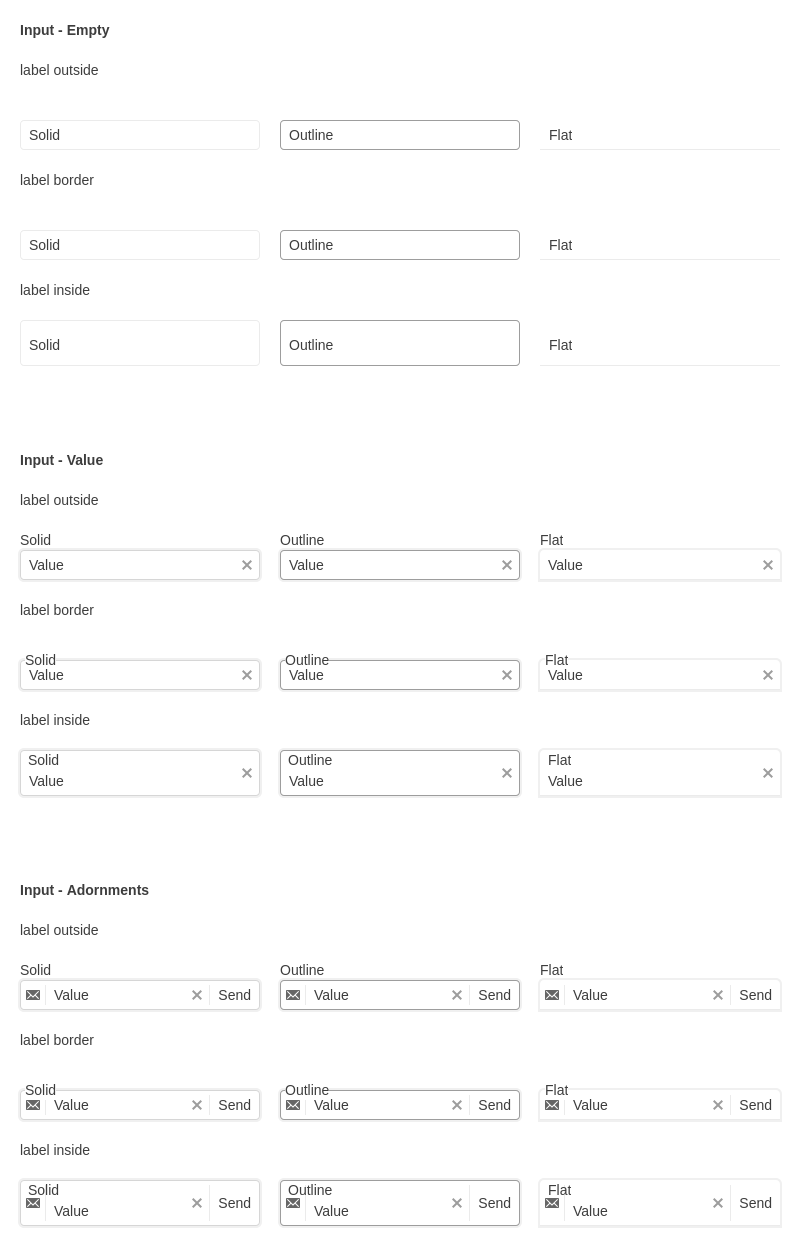 Input - Empty
label outside
Solid Outline Flat
label border
Solid Outline Flat
label inside
Solid Outline Flat
Input - Value
label outside
Solid Outline Flat
Value Value Value
label border
Solid Outline Flat
Value Value Value
label inside
Solid Outline Flat
Value Value Value
Input - Adornments
label outside
Solid Outline Flat
Value Send Value Send Value Send
label border
Solid Outline Flat
Value Send Value Send Value Send
label inside
Solid Outline Flat
Value Send Value Send Value Send